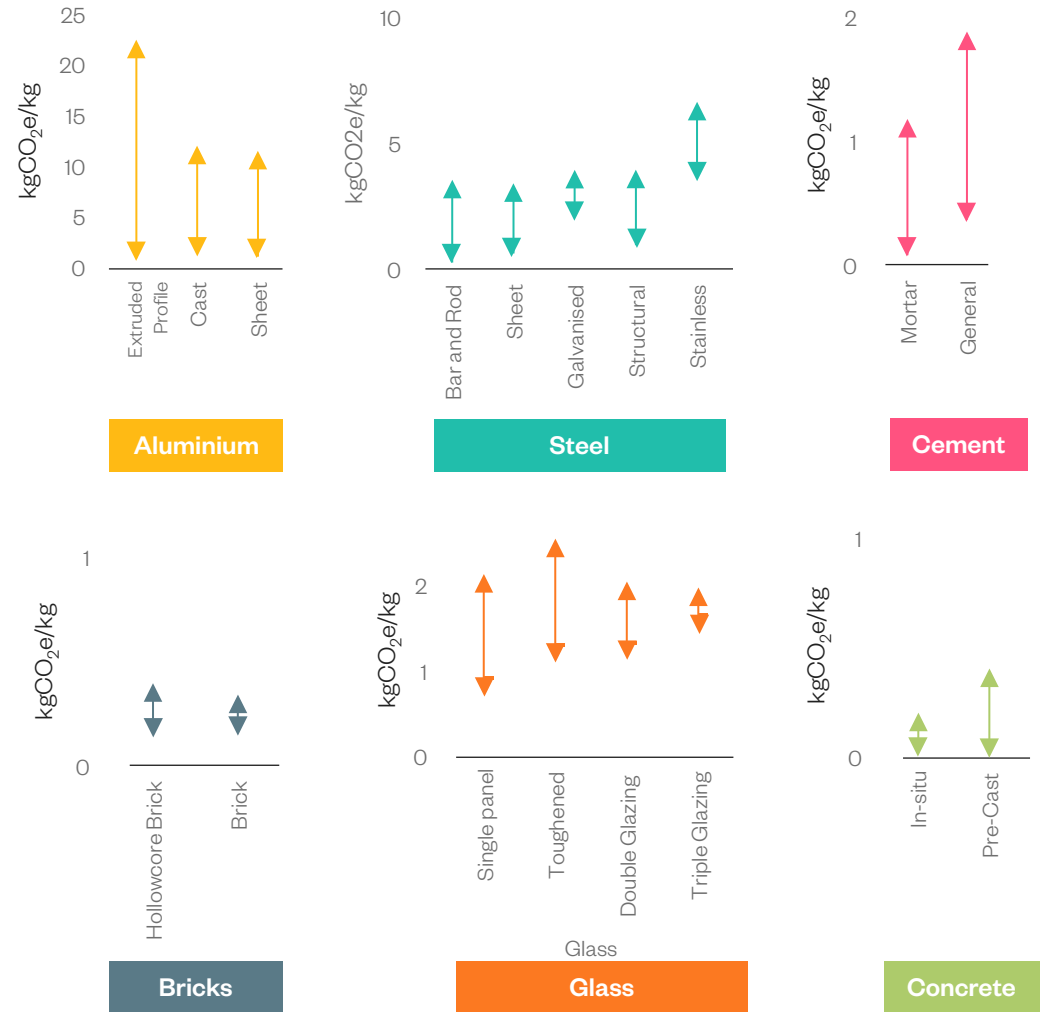 25
20
15
10
5
0
kgCO₂e/kg
Extruded
Profile
Cast
Sheet
Aluminium
10
5
0
kgCO2e/kg
Bar and Rod
Sheet
Galvanised
Structural
Stainless
Steel
2
1
0
kgCO₂e/kg
Mortar
General
Cement
1
0
kgCO₂e/kg
Hollowcore Brick
Brick
Bricks
2
1
0
kgCO₂e/kg
Single panel
Toughened
Double Glazing
Triple Glazing
Glass
Glass
1
0
kgCO₂e/kg
In-situ
Pre-Cast
Concrete